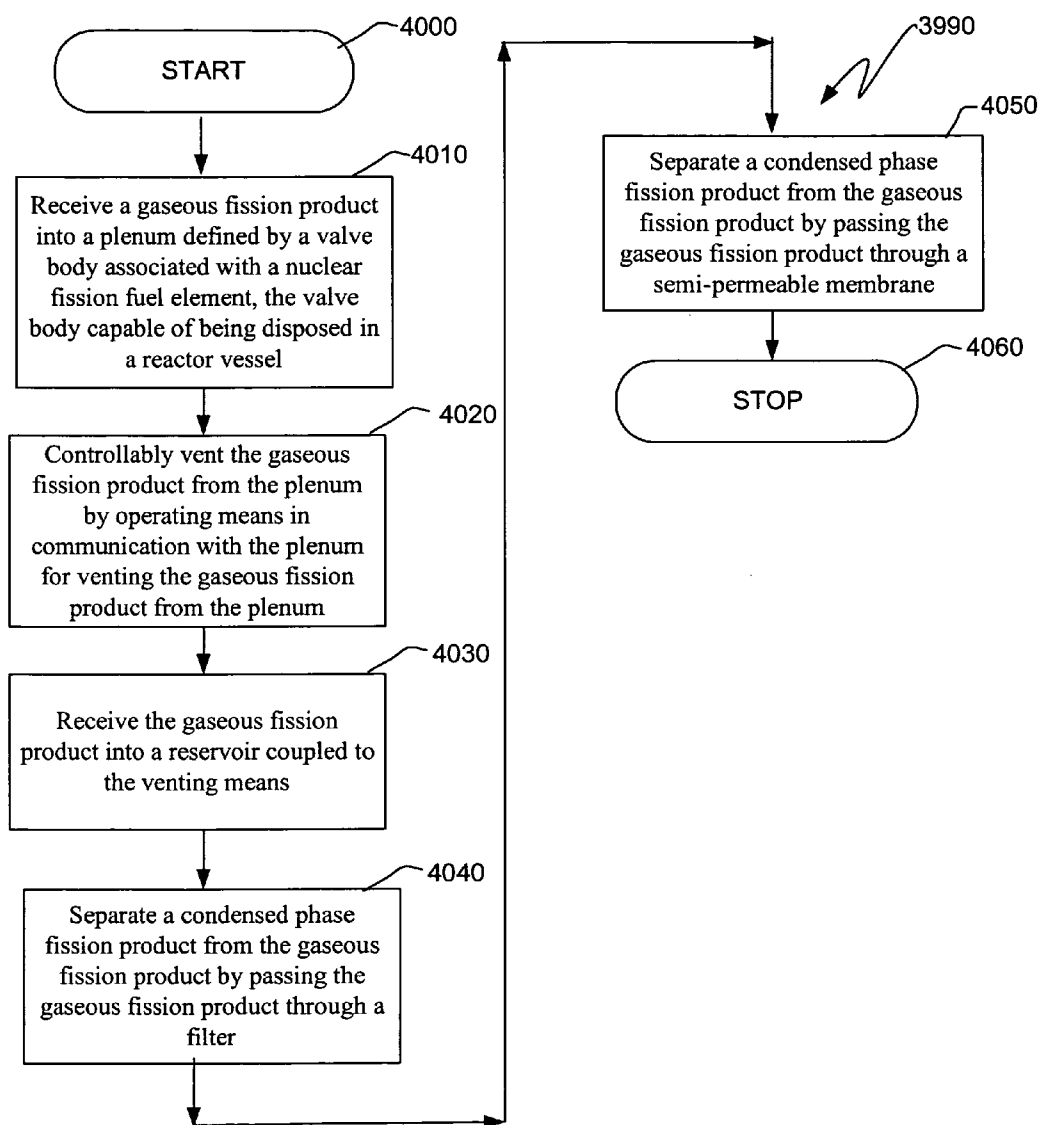 4000
START
4010
Receive a gaseous fission product
into a plenum defined by a valve
body associated with a nuclear
fission fuel element, the valve
body capable of being disposed in
a reactor vessel
4020
Controllably vent the gaseous
fission product from the plenum
by operating means in
communication with the plenum
for venting the gaseous fission
product from the plenum
4030
Receive the gaseous fission
product into a reservoir coupled to
the venting means
4040
Separate a condensed phase
fission product from the gaseous
fission product by passing the
gaseous fission product through a
filter
3990
4050
Separate a condensed phase
fission product from the gaseous
fission product by passing the
gaseous fission product through a
semi-permeable membrane
4060
STOP